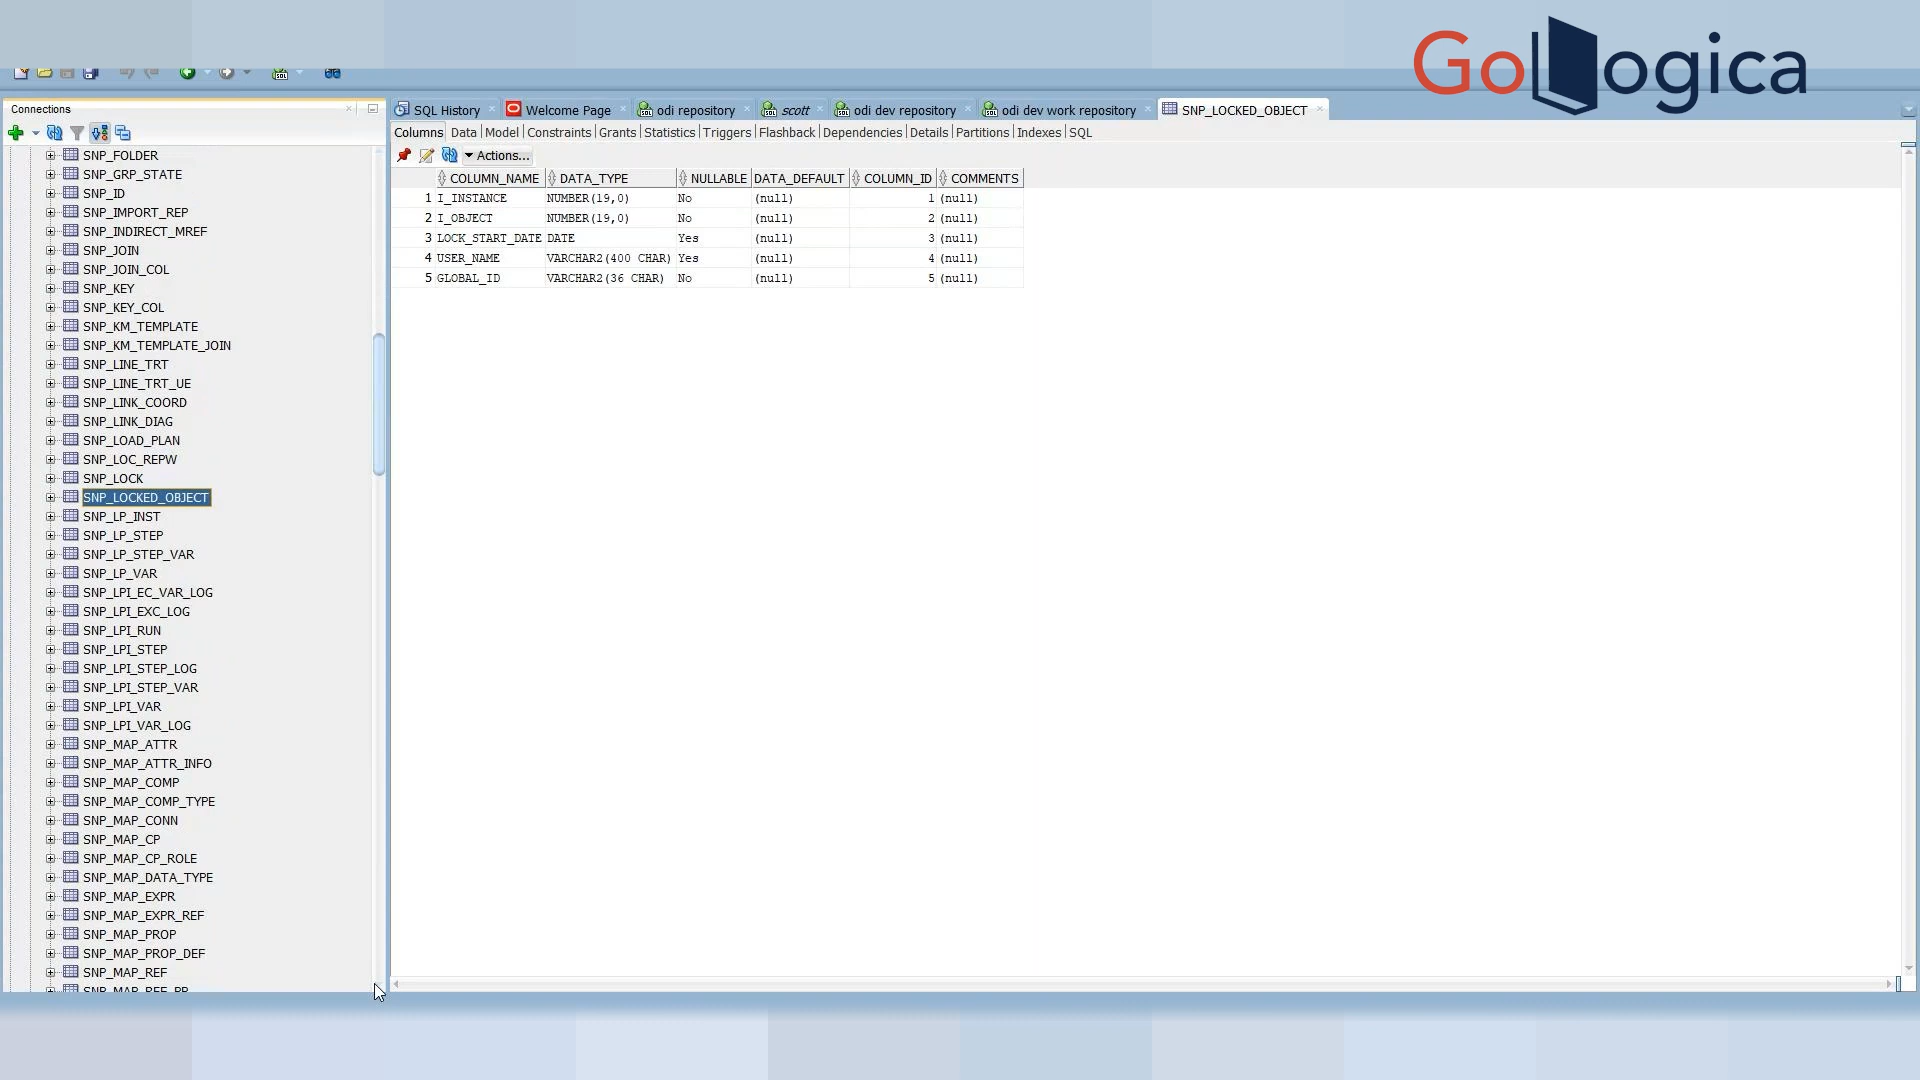 GoLogica
Connections
SQL History
Welcome Page
odi repository
scott
odi dev repository
odi dev work repository
SNP_LOCKED_OBJECT
Columns Data Model Constraints Grants Statistics Triggers Flashback Dependencies Details Partitions Indexes SQL
Actions...
COLUMN_NAME DATA_TYPE NULLABLE DATA_DEFAULT COLUMN_ID COMMENTS
1 I_INSTANCE NUMBER(19,0) No (null) 1 (null)
2 I_OBJECT NUMBER(19,0) No (null) 2 (null)
3 LOCK_START_DATE DATE Yes (null) 3 (null)
4 USER_NAME VARCHAR2(400 CHAR) Yes (null) 4 (null)
5 GLOBAL_ID VARCHAR2(36 CHAR) No (null) 5 (null)
SNP_FOLDER
SNP_GRP_STATE
SNP_ID
SNP_IMPORT_REP
SNP_INDIRECT_MREF
SNP_JOIN
SNP_JOIN_COL
SNP_KEY
SNP_KEY_COL
SNP_KM_TEMPLATE
SNP_KM_TEMPLATE_JOIN
SNP_LINE_TRT
SNP_LINE_TRT_UE
SNP_LINK_COORD
SNP_LINK_DIAG
SNP_LOAD_PLAN
SNP_LOC_REPW
SNP_LOCK
SNP_LOCKED_OBJECT
SNP_LP_INST
SNP_LP_STEP
SNP_LP_STEP_VAR
SNP_LP_VAR
SNP_LPI_EC_VAR_LOG
SNP_LPI_EXC_LOG
SNP_LPI_RUN
SNP_LPI_STEP
SNP_LPI_STEP_LOG
SNP_LPI_STEP_VAR
SNP_LPI_VAR
SNP_LPI_VAR_LOG
SNP_MAP_ATTR
SNP_MAP_ATTR_INFO
SNP_MAP_COMP
SNP_MAP_COMP_TYPE
SNP_MAP_CONN
SNP_MAP_CP
SNP_MAP_CP_ROLE
SNP_MAP_DATA_TYPE
SNP_MAP_EXPR
SNP_MAP_EXPR_REF
SNP_MAP_PROP
SNP_MAP_PROP_DEF
SNP_MAP_REF